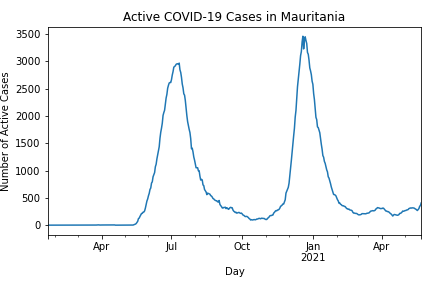 Active COVID-19 Cases in Mauritania
Number of Active Cases
3500
3000
2500
2000
1500
1000
500
0
Apr
Jul
Oct
Jan
2021
Apr
Day